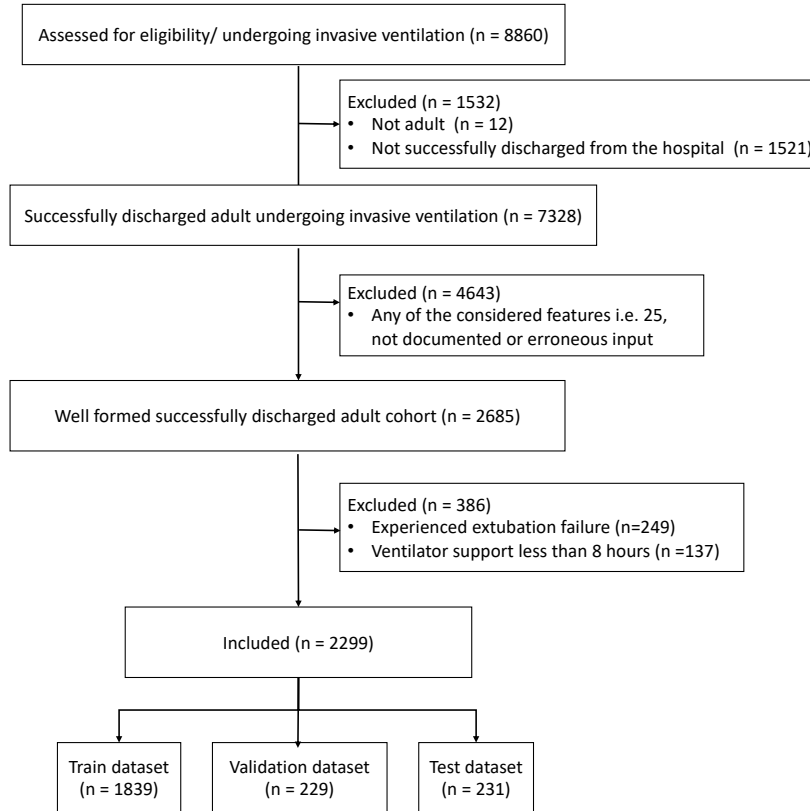 Assessed for eligibility/ undergoing invasive ventilation (n = 8860)
Excluded (n = 1532)
• Not adult (n = 12)
• Not successfully discharged from the hospital (n = 1521)
Successfully discharged adult undergoing invasive ventilation (n = 7328)
Excluded (n = 4643)
• Any of the considered features i.e. 25,
not documented or erroneous input
Well formed successfully discharged adult cohort (n = 2685)
Excluded (n = 386)
• Experienced extubation failure (n=249)
• Ventilator support less than 8 hours (n =137)
Included (n = 2299)
Train dataset
(n = 1839)
Validation dataset
(n = 229)
Test dataset
(n = 231)